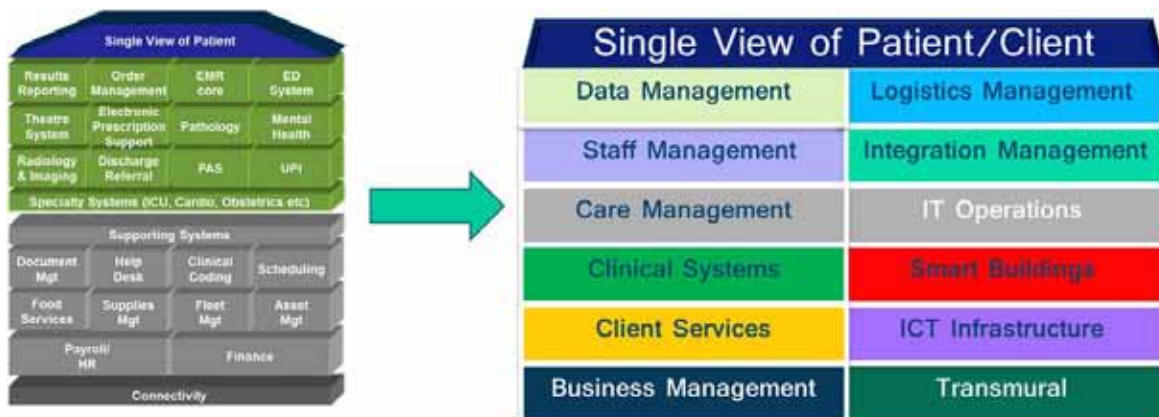 Single View of Patient
Results
Reporting
Order
Management
EMR
core
ED
System
Theatre
System
Electronic
Prescription
Support
Pathology
Mental
Health
Radiology
& Imaging
Discharge
Referral
PAS
UPI
Specialty Systems (ICU, Cardio, Obstetrics etc)
Supporting Systems
Document
Mgt
Help
Desk
Clinical
Coding
Scheduling
Food
Services
Supplies
Mgt
Fleet
Mgt
Asset
Mgt
Payroll/
HR
Finance
Connectivity
Single View of Patient/Client
Data Management
Logistics Management
Staff Management
Integration Management
Care Management
IT Operations
Clinical Systems
Smart Buildings
Client Services
ICT Infrastructure
Business Management
Transmural